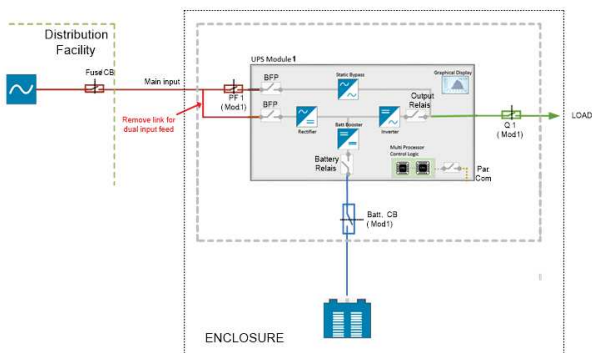 Distribution
Facility
Fuse/CB
Main input
Remove link for
dual input feed
PF 1
(Mod1)
UPS Module1
BFP
BFP
Static Bypass
Graphical Display
Output
Relais
Rectifier
Batt Booster
Inverter
Battery
Relais
Multi Processor
Control Logic
Par.
Com
Q 1
(Mod1)
LOAD
Batt. CB
(Mod1)
ENCLOSURE